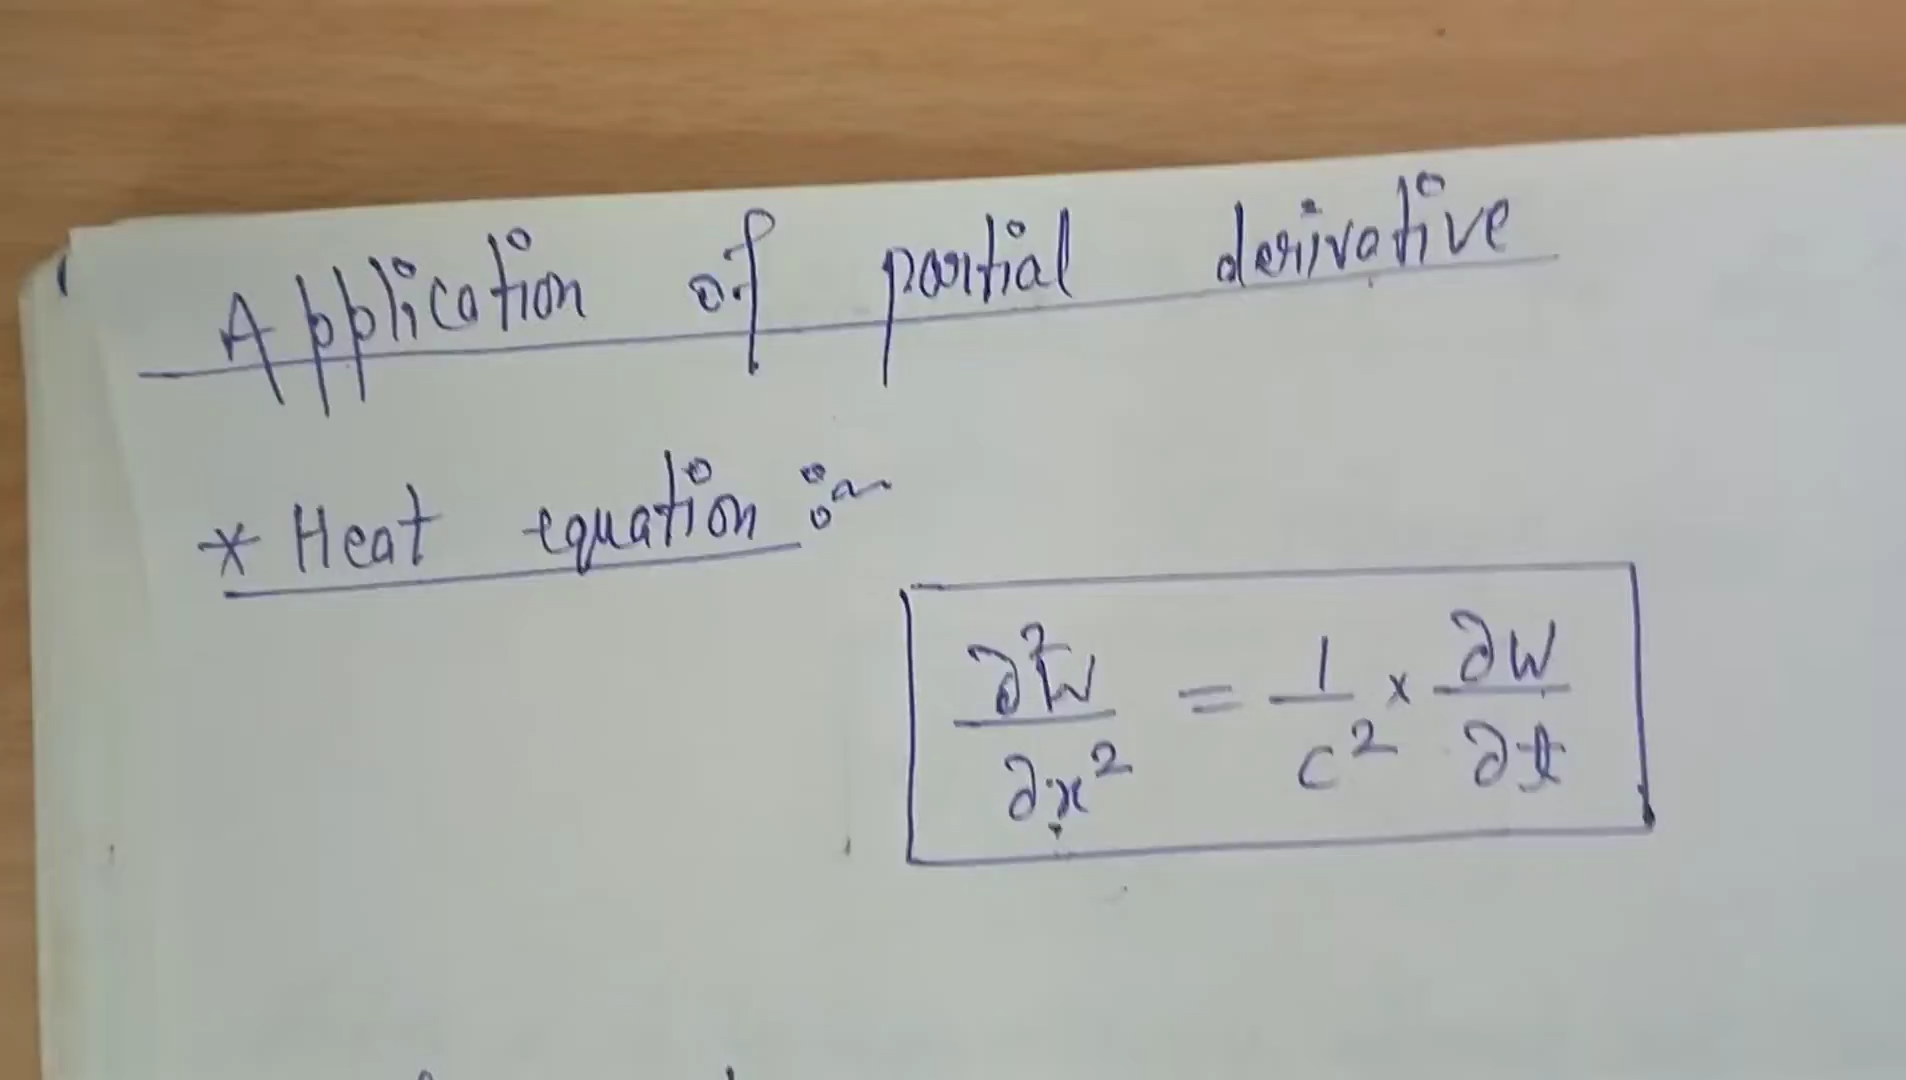 Application of partial derivative
* Heat equation :-
∂²w/∂x² = 1/c² × ∂w/∂t